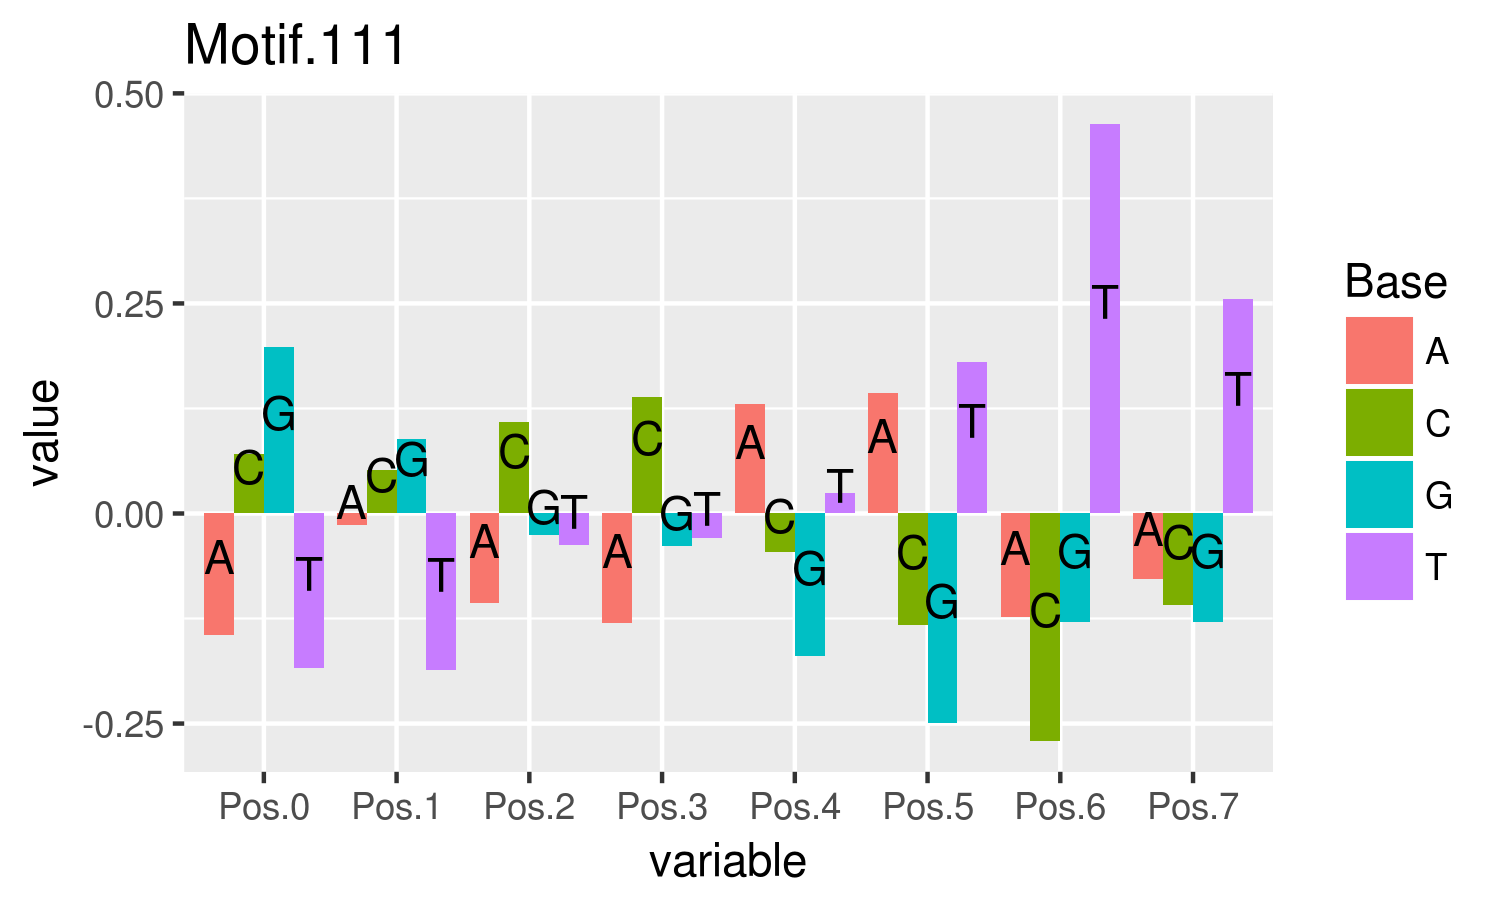 Motif.111
0.50
0.25
0.00
-0.25
value
A C G T A C G T A C G T A C G T A C G T A C G T A C G T A C G T
Pos.0 Pos.1 Pos.2 Pos.3 Pos.4 Pos.5 Pos.6 Pos.7
variable
Base
A
C
G
T